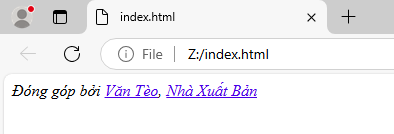 index.html
File
Z:/index.html
Đóng góp bởi Văn Tèo, Nhà Xuất Bản